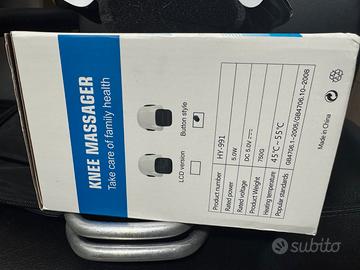 KNEE MASSAGER
Take care of family health
LCD version
Button style
Product number HY-991
Rated power 5.0W
Rated voltage DC 5.0V
Product Weight 750G
Heating temperature 45℃~55℃
Popular standards GB4706.1-2005/GB4706.10-2008
Made in China
subito